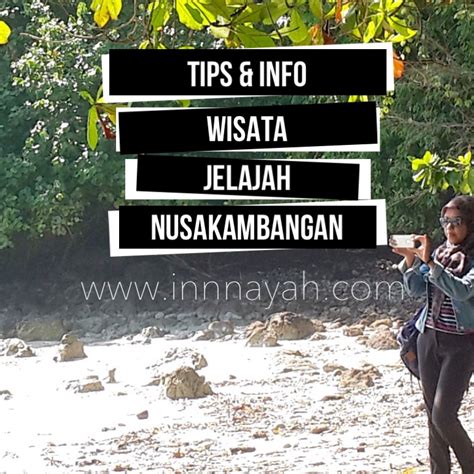 TIPS & INFO
WISATA
JELAJAH
NUSAKAMBANGAN
www.innnayah.com